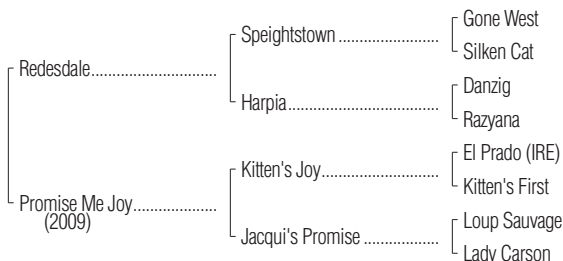 Gone West
Speightstown
Silken Cat
Redesdale
Danzig
Harpia
Razyana
El Prado (IRE)
Kitten's Joy
Kitten's First
Promise Me Joy
(2009)
Loup Sauvage
Jacqui's Promise
Lady Carson